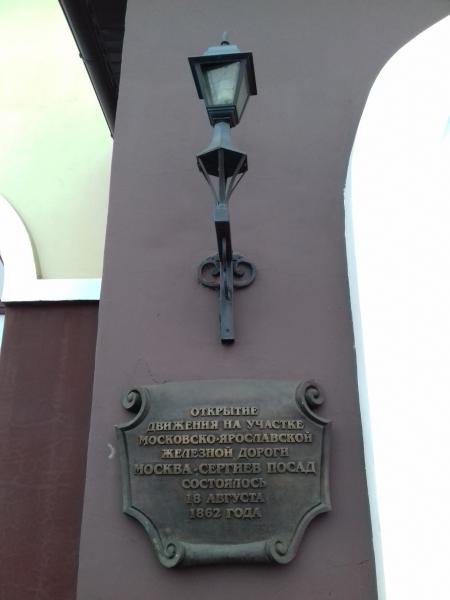 ОТКРЫТИЕ
ДВИЖЕНИЯ НА УЧАСТКЕ
МОСКОВСКО-ЯРОСЛАВСКОЙ
ЖЕЛЕЗНОЙ ДОРОГИ
МОСКВА-СЕРГИЕВ ПОСАД
СОСТОЯЛОСЬ
18 АВГУСТА
1862 ГОДА